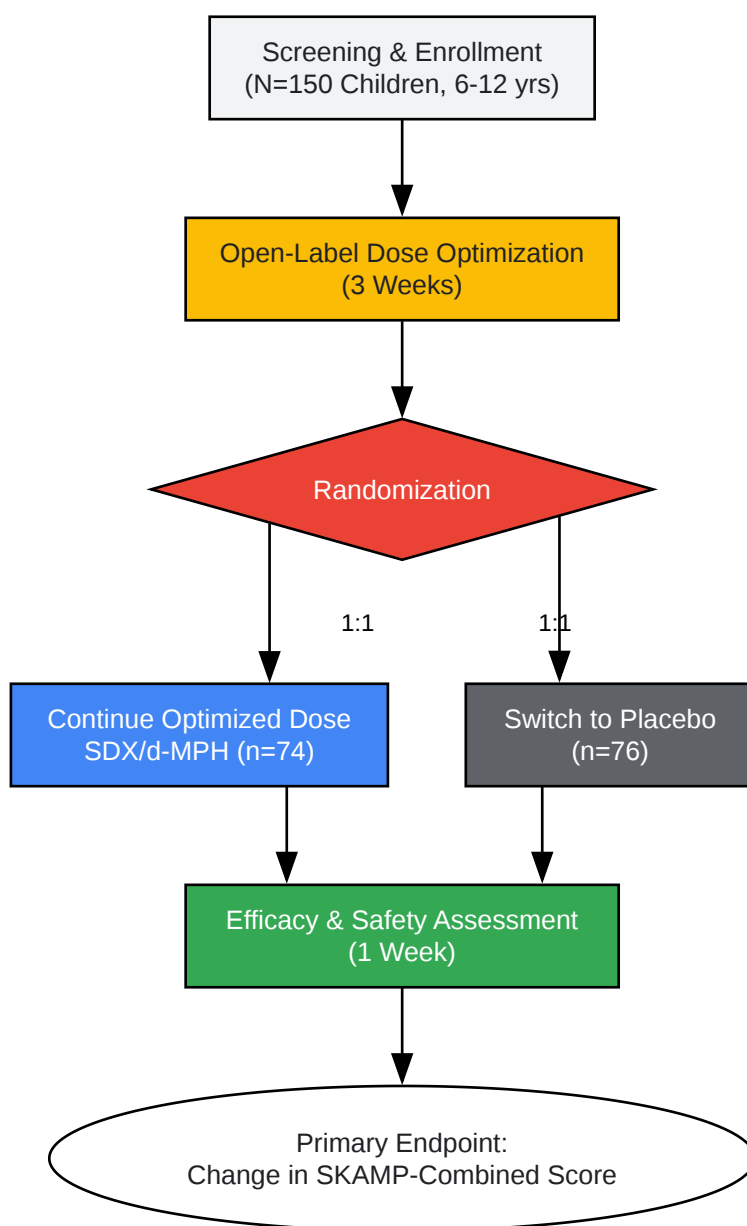 Screening & Enrollment
(N=150 Children, 6-12 yrs)
Open-Label Dose Optimization
(3 Weeks)
Randomization
1:1
1:1
Continue Optimized Dose
SDX/d-MPH (n=74)
Switch to Placebo
(n=76)
Efficacy & Safety Assessment
(1 Week)
Primary Endpoint:
Change in SKAMP-Combined Score